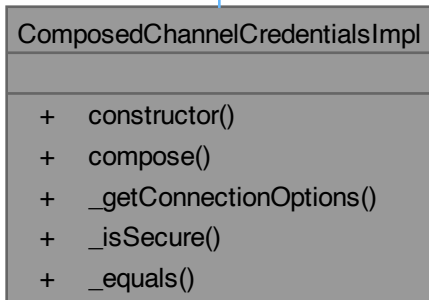 ComposedChannelCredentialsImpl
+ constructor()
+ compose()
+ _getConnectionOptions()
+ _isSecure()
+ _equals()